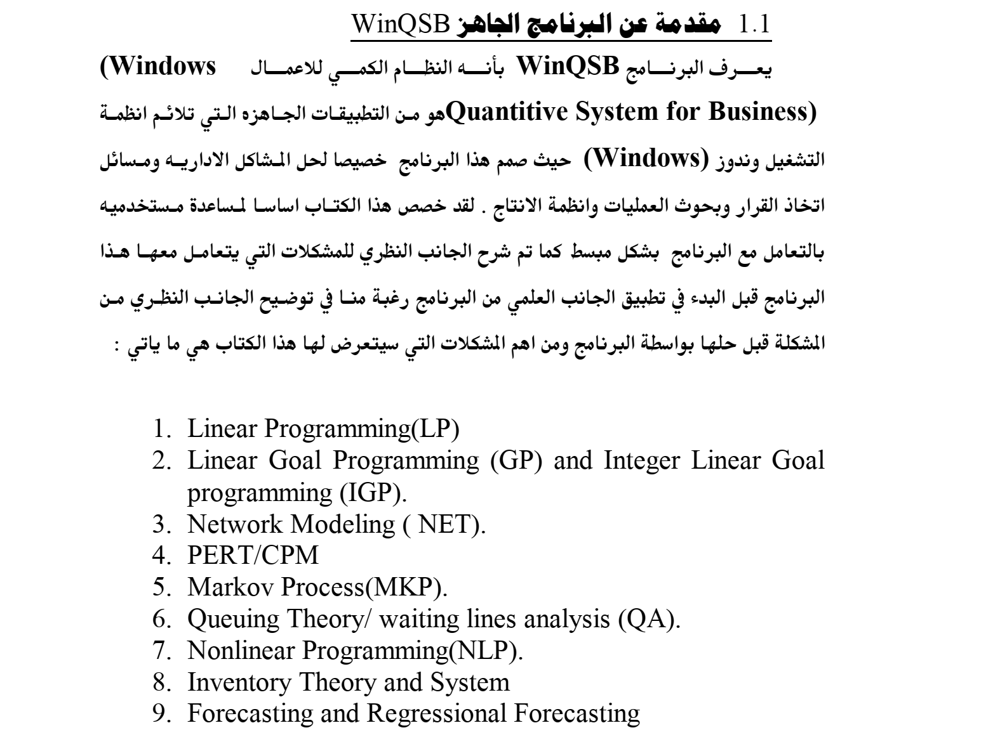 1.1 مقدمة عن البرنامج الجاهز WinQSB
يعرف البرنامج WinQSB بأنه النظام الكمي للاعمال (Windows
Quantitive System for Business) هو من التطبيقات الجاهزه التي تلائم انظمة
التشغيل وندوز (Windows) حيث صمم هذا البرنامج خصيصا لحل المشاكل الاداريه ومسائل
اتخاذ القرار وبحوث العمليات وانظمة الانتاج . لقد خصص هذا الكتاب اساسا لمساعدة مستخدميه
بالتعامل مع البرنامج بشكل مبسط كما تم شرح الجانب النظري للمشكلات التي يتعامل معها هذا
البرنامج قبل البدء في تطبيق الجانب العلمي من البرنامج رغبة منا في توضيح الجانب النظري من
المشكلة قبل حلها بواسطة البرنامج ومن اهم المشكلات التي سيتعرض لها هذا الكتاب هي ما ياتي :
1. Linear Programming(LP)
2. Linear Goal Programming (GP) and Integer Linear Goal
programming (IGP).
3. Network Modeling ( NET).
4. PERT/CPM
5. Markov Process(MKP).
6. Queuing Theory/ waiting lines analysis (QA).
7. Nonlinear Programming(NLP).
8. Inventory Theory and System
9. Forecasting and Regressional Forecasting